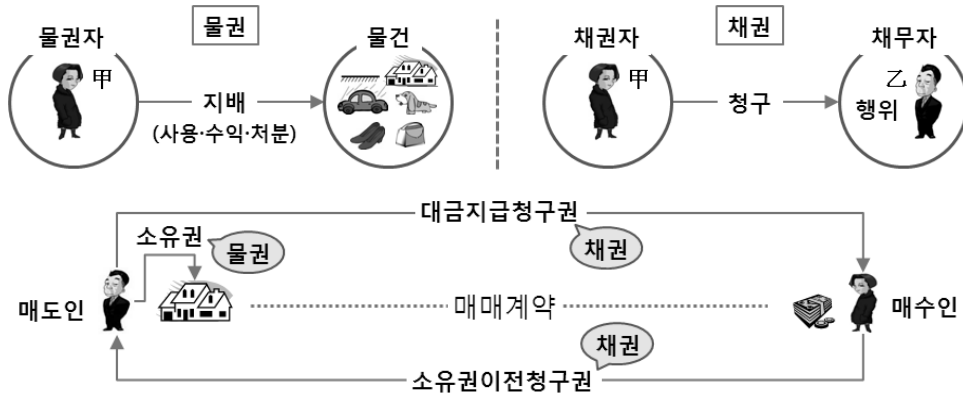 물권
채권
물권자
물건
채권자
채무자
甲
甲
乙
지배
청구
행위
(사용·수익·처분)
대금지급청구권
소유권
물권
채권
매도인
매매계약
매수인
채권
소유권이전청구권